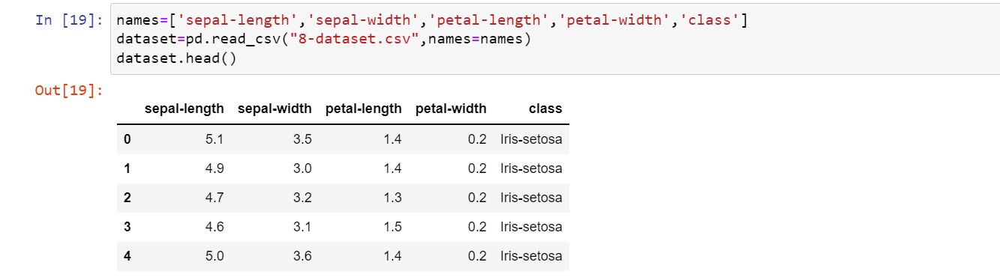 In [19]: names=['sepal-length','sepal-width','petal-length','petal-width','class']
dataset=pd.read_csv("8-dataset.csv",names=names)
dataset.head()
Out[19]:
sepal-length sepal-width petal-length petal-width class
0 5.1 3.5 1.4 0.2 Iris-setosa
1 4.9 3.0 1.4 0.2 Iris-setosa
2 4.7 3.2 1.3 0.2 Iris-setosa
3 4.6 3.1 1.5 0.2 Iris-setosa
4 5.0 3.6 1.4 0.2 Iris-setosa